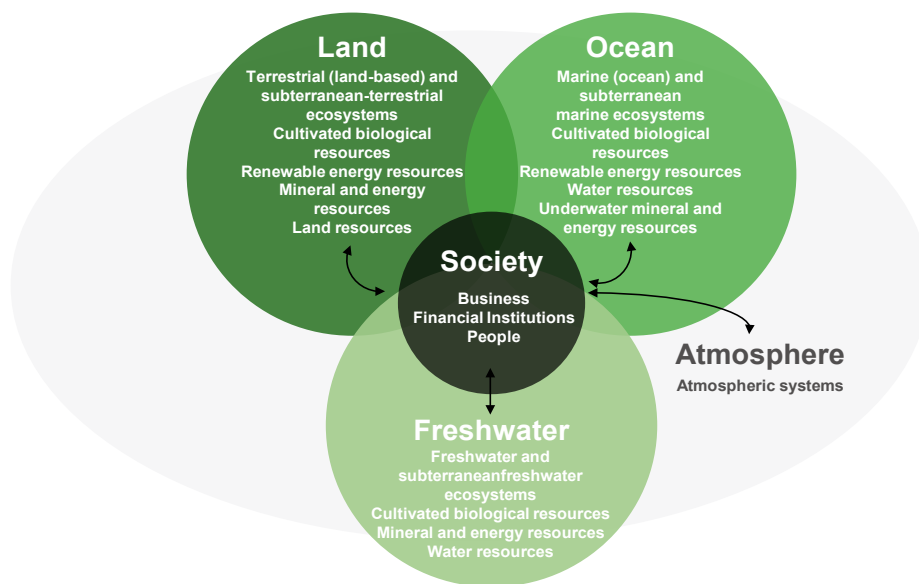 Land
Terrestrial (land-based) and
subterranean-terrestrial
ecosystems
Cultivated biological
resources
Renewable energy resources
Mineral and energy
resources
Land resources
Ocean
Marine (ocean) and
subterranean
marine ecosystems
Cultivated biological
resources
Renewable energy resources
Water resources
Underwater mineral and
energy resources
Society
Business
Financial Institutions
People
Atmosphere
Atmospheric systems
Freshwater
Freshwater and
subterraneanfreshwater
ecosystems
Cultivated biological resources
Mineral and energy resources
Water resources